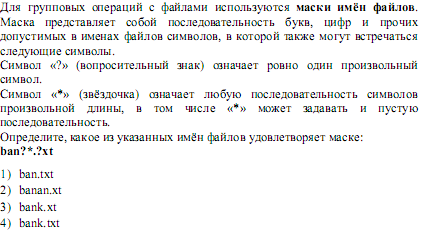 Для групповых операций с файлами используются маски имён файлов.
Маска представляет собой последовательность букв, цифр и прочих
допустимых в именах файлов символов, в которой также могут встречаться
следующие символы.
Символ «?» (вопросительный знак) означает ровно один произвольный
символ.
Символ «*» (звёздочка) означает любую последовательность символов
произвольной длины, в том числе «*» может задавать и пустую
последовательность.
Определите, какое из указанных имён файлов удовлетворяет маске:
ban?*.?xt
1) ban.txt
2) banan.xt
3) bank.xt
4) bank.txt